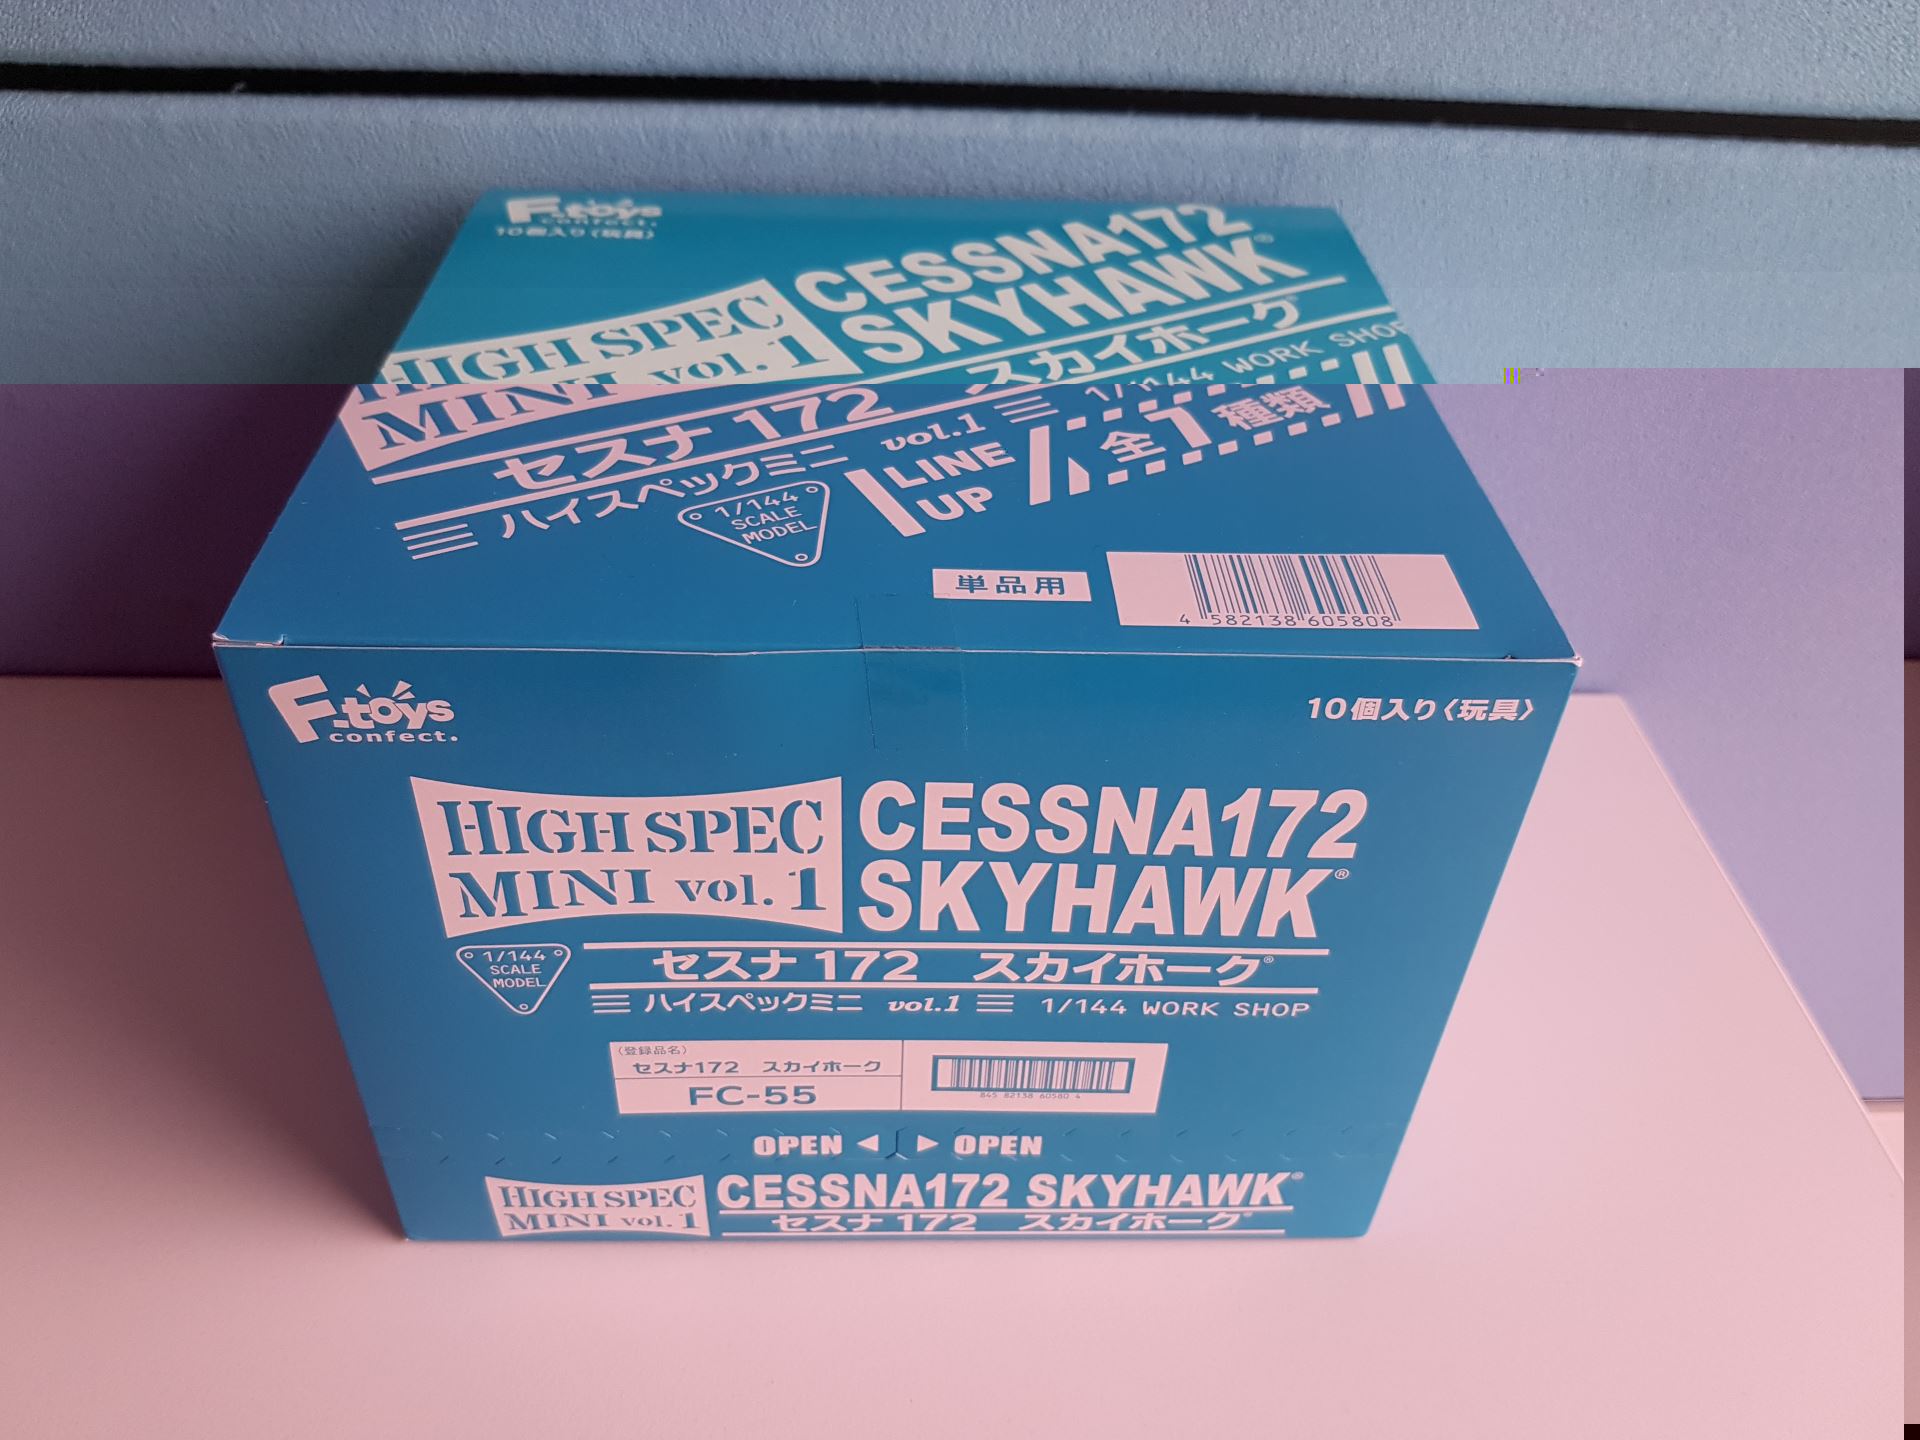 F-toys
confect.
10個入り〈玩具〉
HIGH SPEC
MINI vol.1
CESSNA172
SKYHAWK®
セスナ 172 スカイホーク®
ハイスペックミニ vol.1 1/144 WORK SHOP
1/144
SCALE
MODEL
LINE
UP
全1種類
単品用
4 582138 605808
F-toys
confect.
10個入り〈玩具〉
HIGH SPEC
MINI vol.1
CESSNA172
SKYHAWK®
1/144
SCALE
MODEL
セスナ 172 スカイホーク®
ハイスペックミニ vol.1 1/144 WORK SHOP
〈登録品名〉
セスナ172 スカイホーク
FC-55
845 82138 60580 4
OPEN ◀ ▶ OPEN
HIGH SPEC
MINI vol.1
CESSNA172 SKYHAWK®
セスナ 172 スカイホーク®